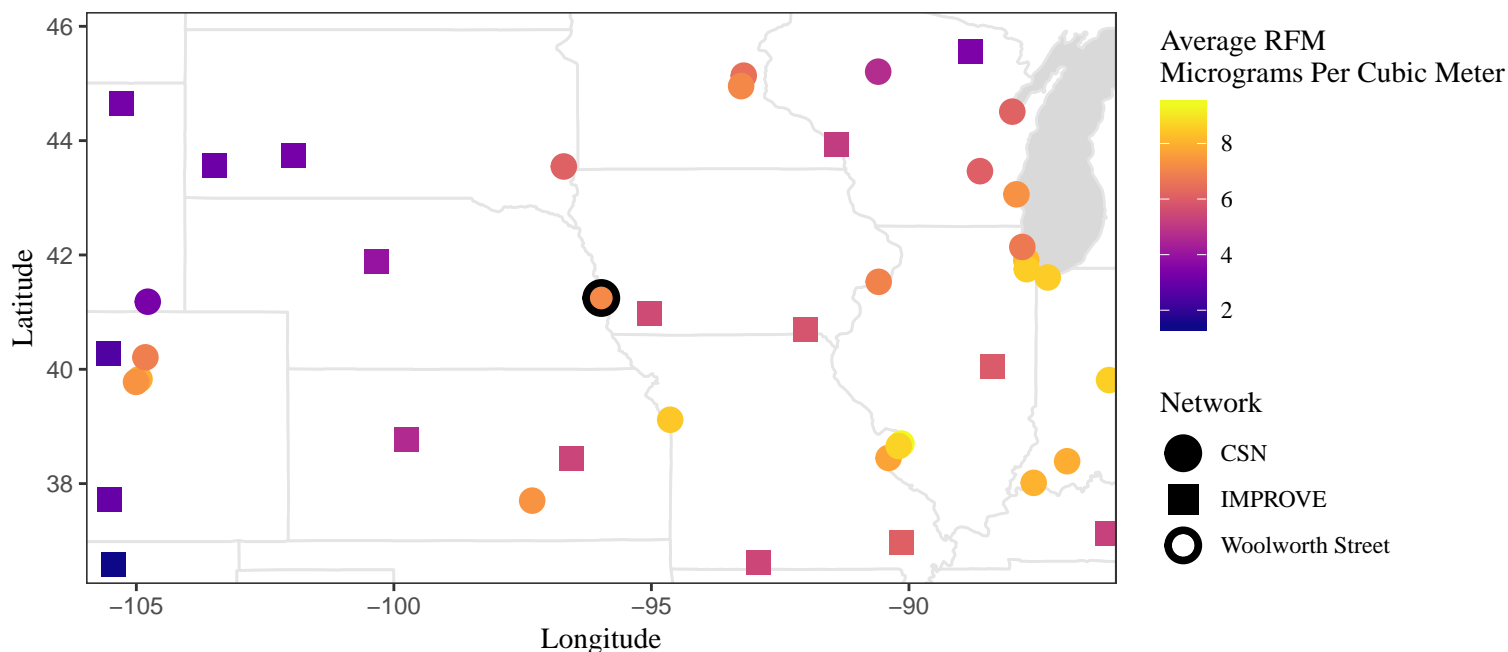 46
44
42
40
38
Latitude
−105
−100
−95
−90
Longitude
Average RFM
Micrograms Per Cubic Meter
8
6
4
2
Network
CSN
IMPROVE
Woolworth Street